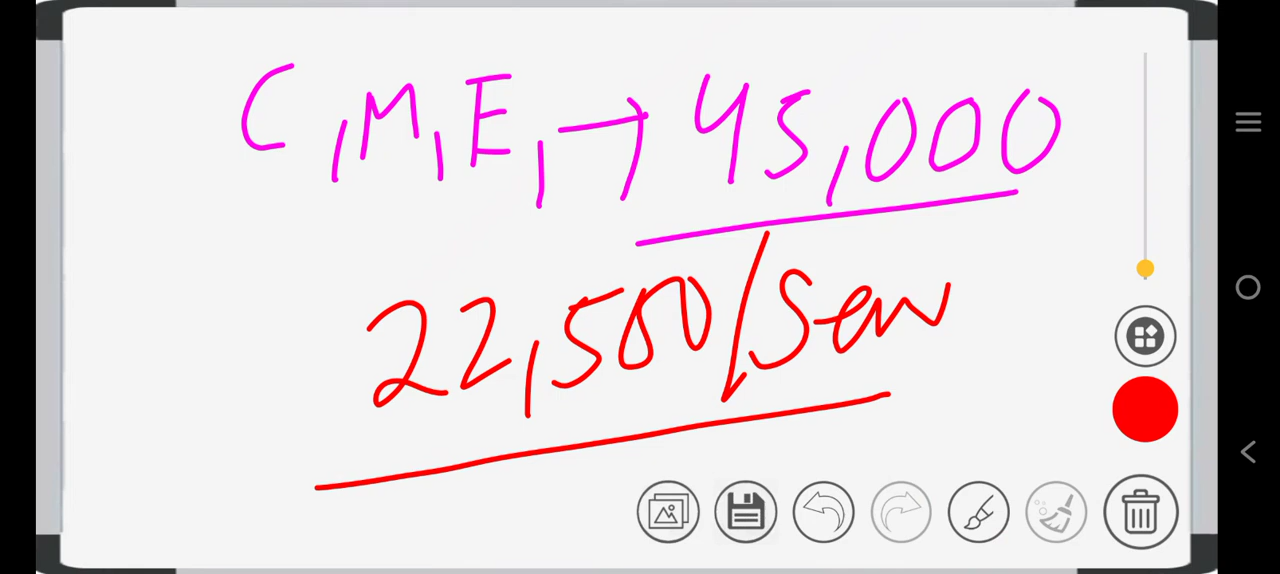 C, M, E, → 45,000
22,500/Sem